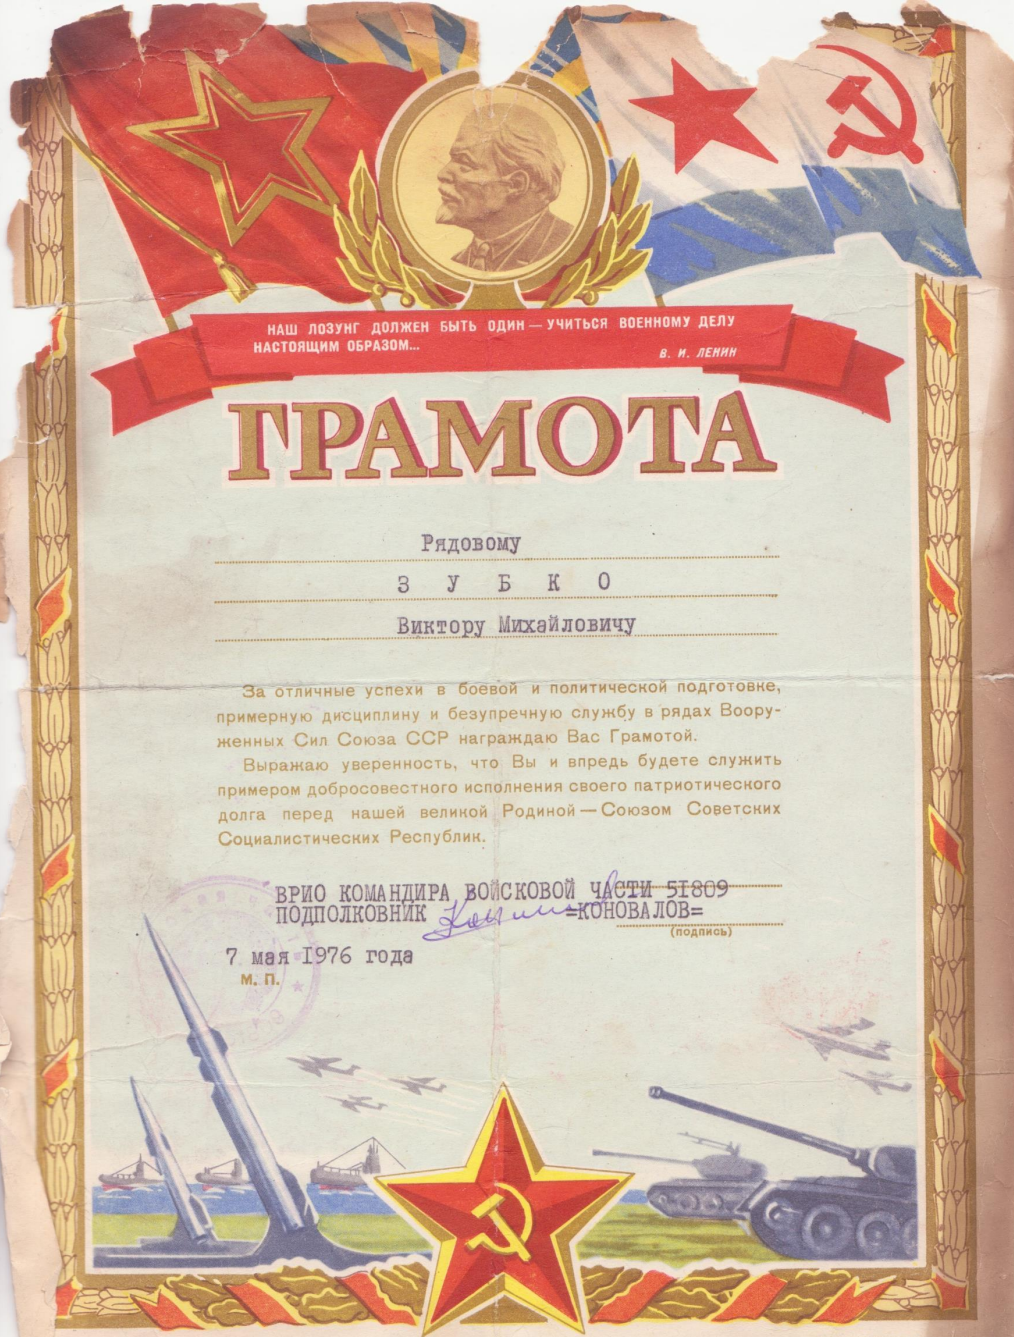 НАШ ЛОЗУНГ ДОЛЖЕН БЫТЬ ОДИН — УЧИТЬСЯ ВОЕННОМУ ДЕЛУ
НАСТОЯЩИМ ОБРАЗОМ...
В. И. ЛЕНИН
ГРАМОТА
Рядовому
З У Б К О
Виктору Михайловичу
За отличные успехи в боевой и политической подготовке,
примерную дисциплину и безупречную службу в рядах Воору-
женных Сил Союза ССР награждаю Вас Грамотой.
Выражаю уверенность, что Вы и впредь будете служить
примером добросовестного исполнения своего патриотического
долга перед нашей великой Родиной — Союзом Советских
Социалистических Республик.
ВРИО КОМАНДИРА ВОЙСКОВОЙ ЧАСТИ 51809
ПОДПОЛКОВНИК =КОНОВАЛОВ=
(подпись)
7 мая 1976 года
М. П.